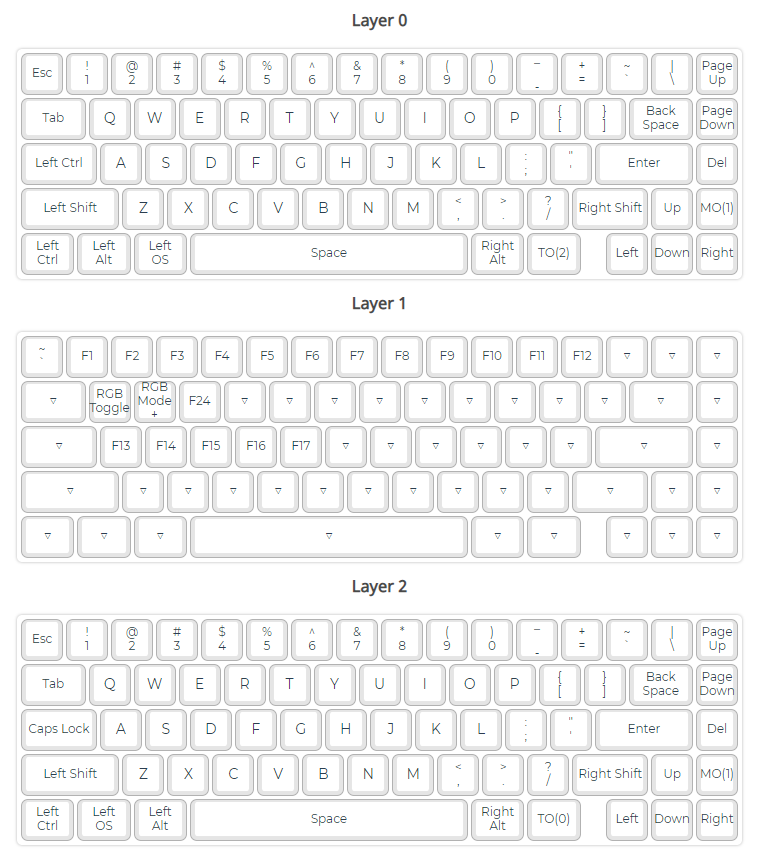 Layer 0
Esc ! 1 @ 2 # 3 $ 4 % 5 ^ 6 & 7 * 8 ( 9 ) 0 _ - + = ~ ` | \ Page Up
Tab Q W E R T Y U I O P { [ } ] Back Space Page Down
Left Ctrl A S D F G H J K L : ; " ' Enter Del
Left Shift Z X C V B N M < , > . ? / Right Shift Up MO(1)
Left Ctrl Left Alt Left OS Space Right Alt TO(2) Left Down Right
Layer 1
~ ` F1 F2 F3 F4 F5 F6 F7 F8 F9 F10 F11 F12 ▽ ▽ ▽
▽ RGB Toggle RGB Mode + F24 ▽ ▽ ▽ ▽ ▽ ▽ ▽ ▽ ▽ ▽ ▽
▽ F13 F14 F15 F16 F17 ▽ ▽ ▽ ▽ ▽ ▽ ▽ ▽
▽ ▽ ▽ ▽ ▽ ▽ ▽ ▽ ▽ ▽ ▽ ▽ ▽ ▽
▽ ▽ ▽ ▽ ▽ ▽ ▽ ▽ ▽
Layer 2
Esc ! 1 @ 2 # 3 $ 4 % 5 ^ 6 & 7 * 8 ( 9 ) 0 _ - + = ~ ` | \ Page Up
Tab Q W E R T Y U I O P { [ } ] Back Space Page Down
Caps Lock A S D F G H J K L : ; " ' Enter Del
Left Shift Z X C V B N M < , > . ? / Right Shift Up MO(1)
Left Ctrl Left OS Left Alt Space Right Alt TO(0) Left Down Right